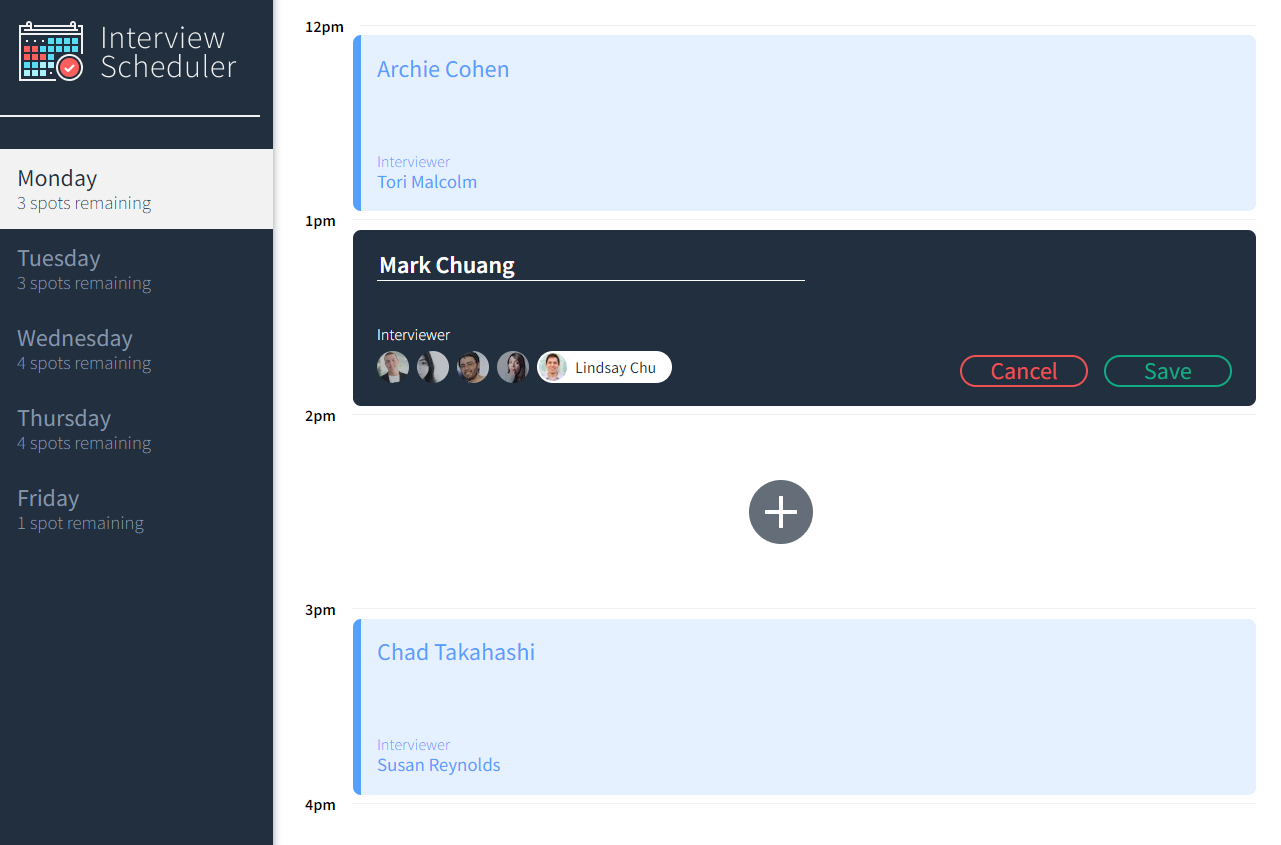 Interview
Scheduler
Monday
3 spots remaining
Tuesday
3 spots remaining
Wednesday
4 spots remaining
Thursday
4 spots remaining
Friday
1 spot remaining
12pm
Archie Cohen
Interviewer
Tori Malcolm
1pm
Mark Chuang
Interviewer
Lindsay Chu
Cancel
Save
2pm
3pm
Chad Takahashi
Interviewer
Susan Reynolds
4pm